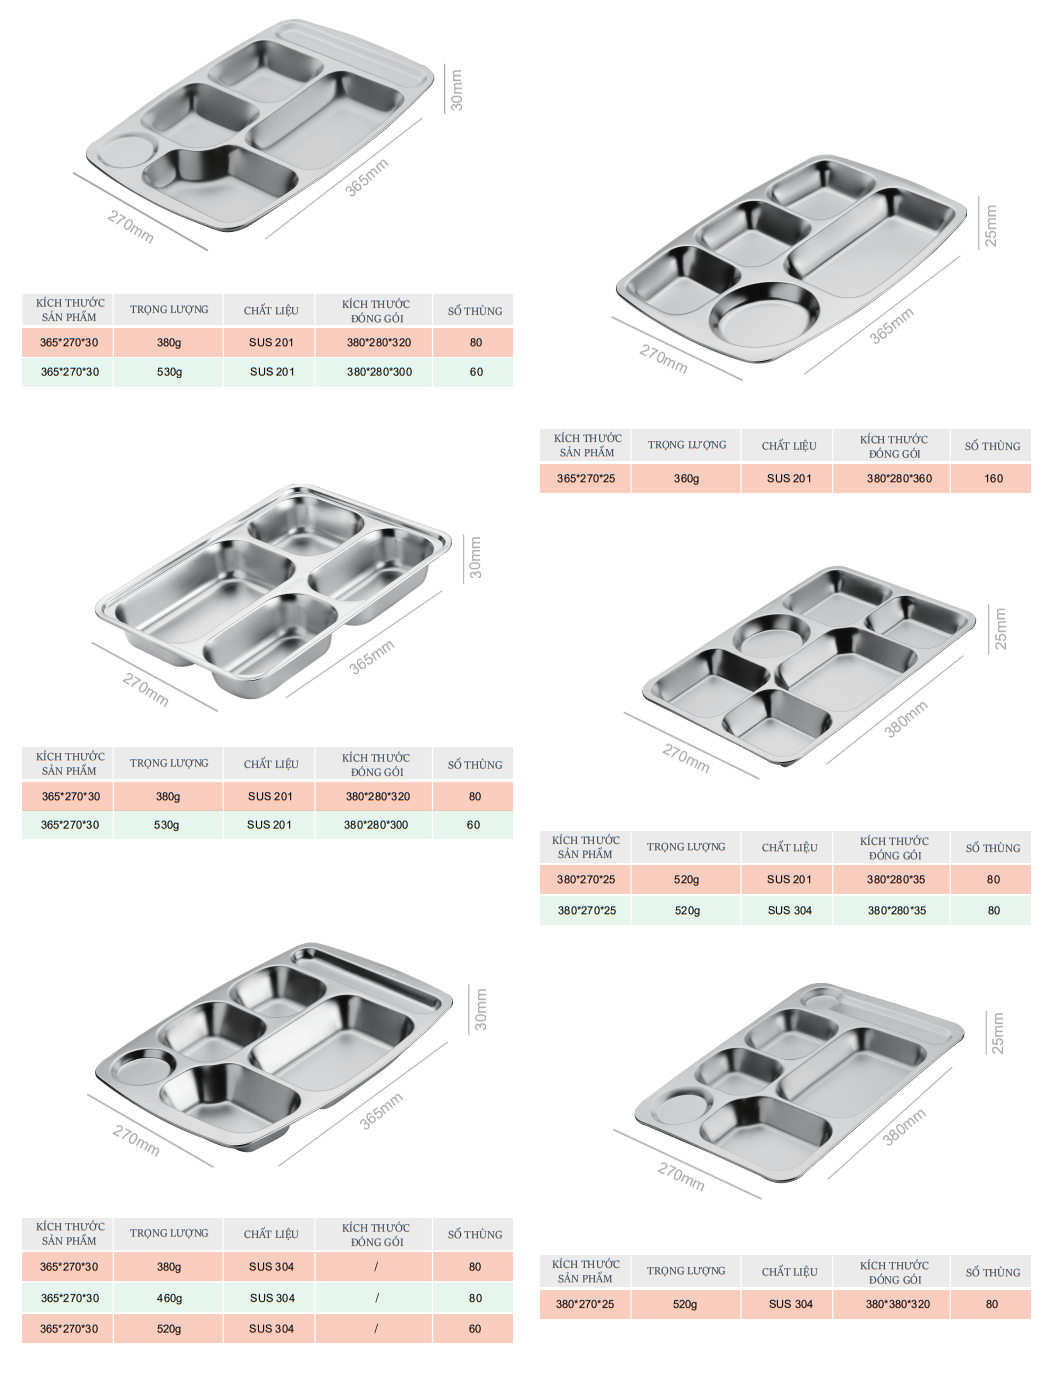 30mm
365mm
270mm
KÍCH THƯỚC SẢN PHẨM TRỌNG LƯỢNG CHẤT LIỆU KÍCH THƯỚC ĐÓNG GÓI SỐ THÙNG
365*270*30 380g SUS 201 380*280*320 80
365*270*30 530g SUS 201 380*280*300 60
25mm
365mm
270mm
KÍCH THƯỚC SẢN PHẨM TRỌNG LƯỢNG CHẤT LIỆU KÍCH THƯỚC ĐÓNG GÓI SỐ THÙNG
365*270*25 360g SUS 201 380*280*360 160
30mm
365mm
270mm
KÍCH THƯỚC SẢN PHẨM TRỌNG LƯỢNG CHẤT LIỆU KÍCH THƯỚC ĐÓNG GÓI SỐ THÙNG
365*270*30 380g SUS 201 380*280*320 80
365*270*30 530g SUS 201 380*280*300 60
25mm
380mm
270mm
KÍCH THƯỚC SẢN PHẨM TRỌNG LƯỢNG CHẤT LIỆU KÍCH THƯỚC ĐÓNG GÓI SỐ THÙNG
380*270*25 520g SUS 201 380*280*35 80
380*270*25 520g SUS 304 380*280*35 80
30mm
365mm
270mm
KÍCH THƯỚC SẢN PHẨM TRỌNG LƯỢNG CHẤT LIỆU KÍCH THƯỚC ĐÓNG GÓI SỐ THÙNG
365*270*30 380g SUS 304 / 80
365*270*30 460g SUS 304 / 80
365*270*30 520g SUS 304 / 60
25mm
380mm
270mm
KÍCH THƯỚC SẢN PHẨM TRỌNG LƯỢNG CHẤT LIỆU KÍCH THƯỚC ĐÓNG GÓI SỐ THÙNG
380*270*25 520g SUS 304 380*380*320 80